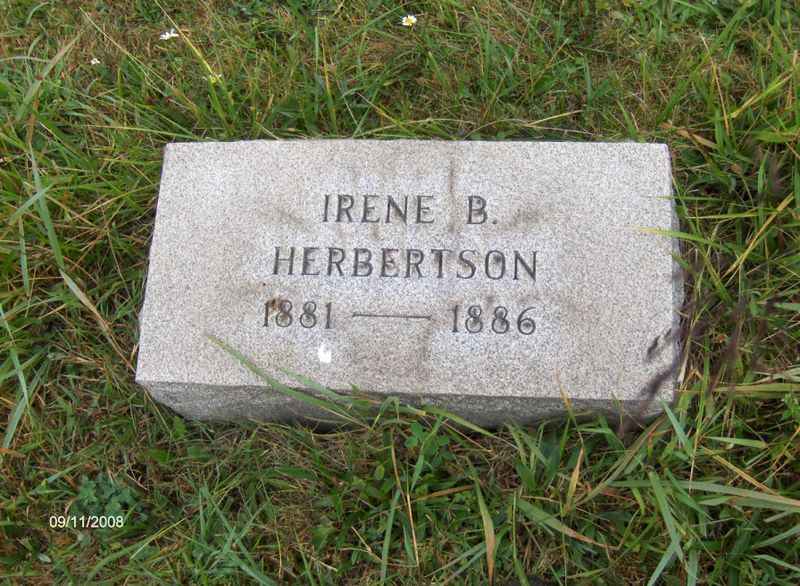 IRENE B.
HERBERTSON
1881 — 1886
09/11/2008